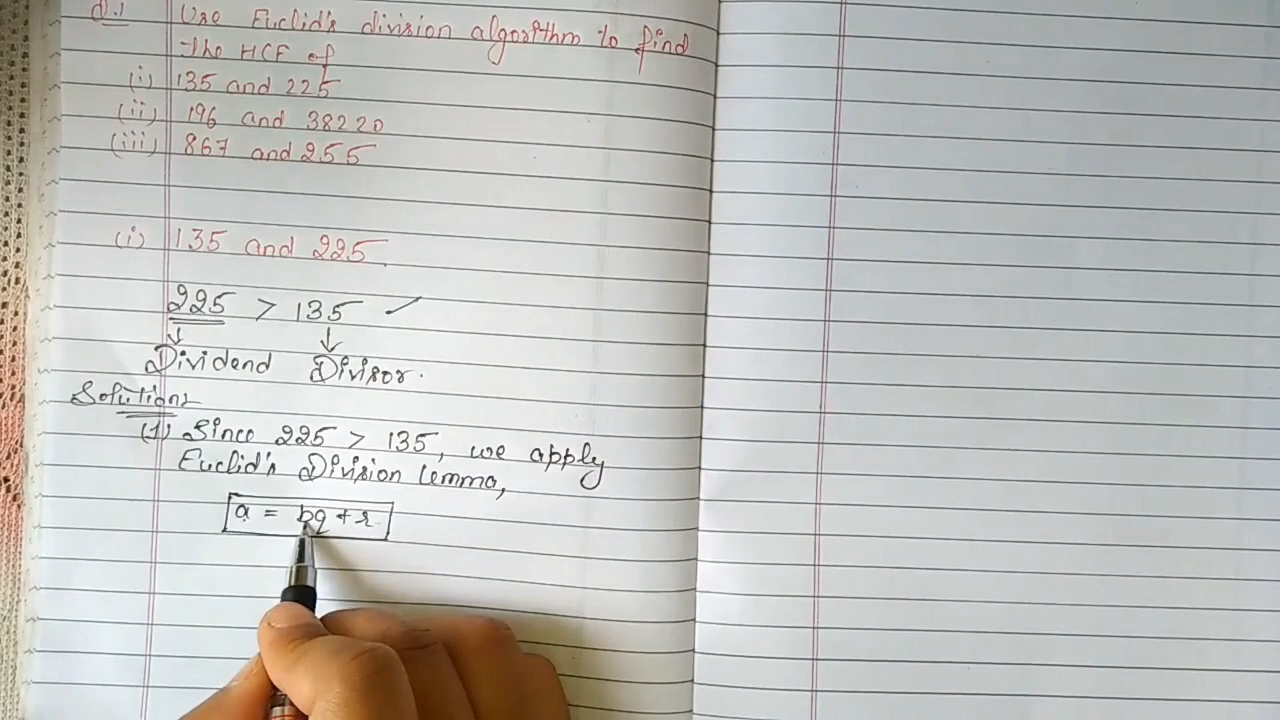 Q.1 Use Euclid's division algorithm to find
the HCF of
(i) 135 and 225
(ii) 196 and 38220
(iii) 867 and 255
(i) 135 and 225
225 > 135 ✓
↓ ↓
Dividend Divisor.
Solutions
(1) Since 225 > 135, we apply
Euclid's Division lemma,
a = bq + r